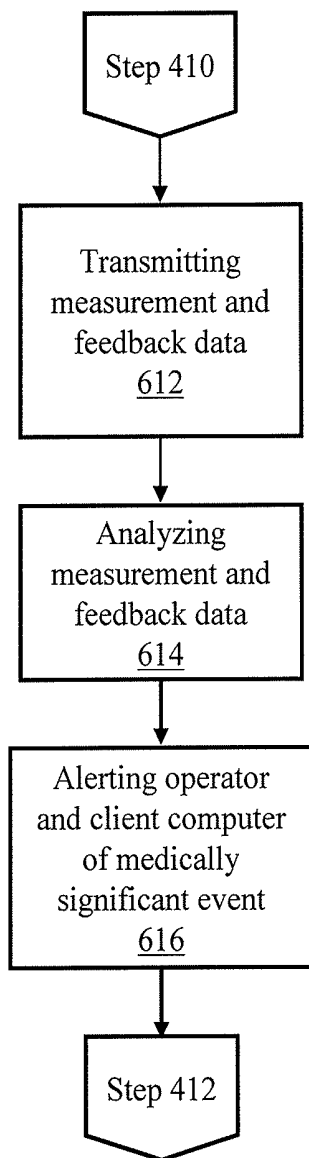 Step 410
Transmitting
measurement and
feedback data
612
Analyzing
measurement and
feedback data
614
Alerting operator
and client computer
of medically
significant event
616
Step 412